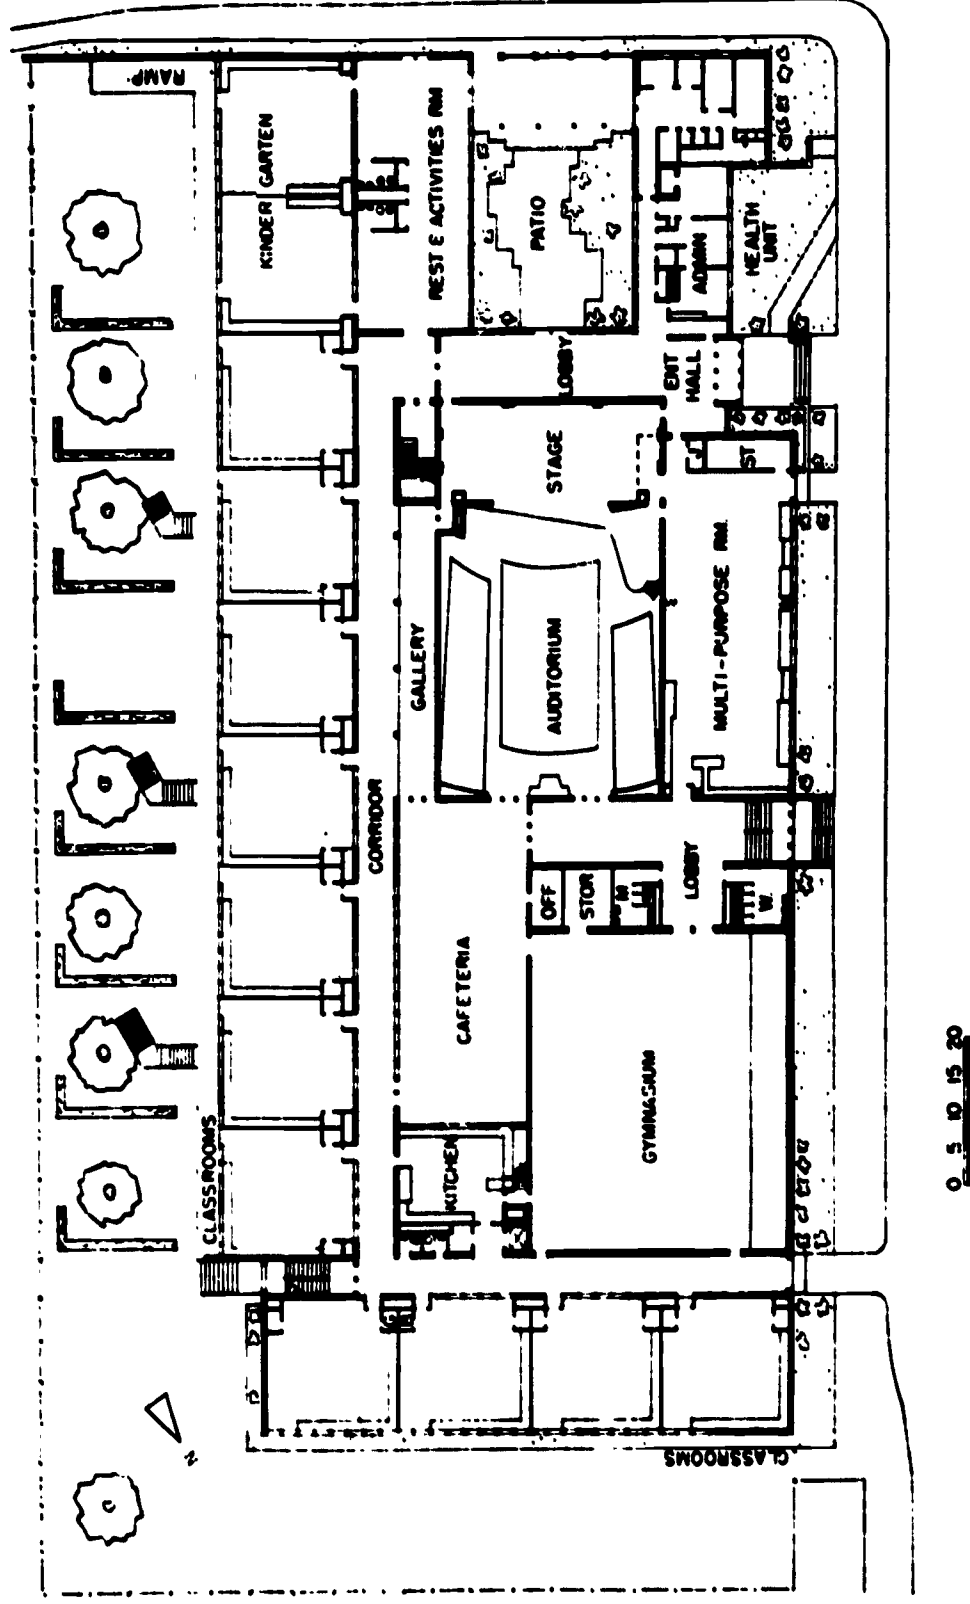 RAMP
KINDER GARTEN
REST E ACTIVITIES RM
PATIO
ADMN
HEALTH
UNIT
LOBBY
ENT
HALL
STAGE
ST
GALLERY
AUDITORIUM
MULTI-PURPOSE RM.
CORRIDOR
CAFETERIA
OFF
STOR
M
LOBBY
W.
GYMNASIUM
KITCHEN
CLASSROOMS
CLASSROOMS
N
0 5 10 15 20